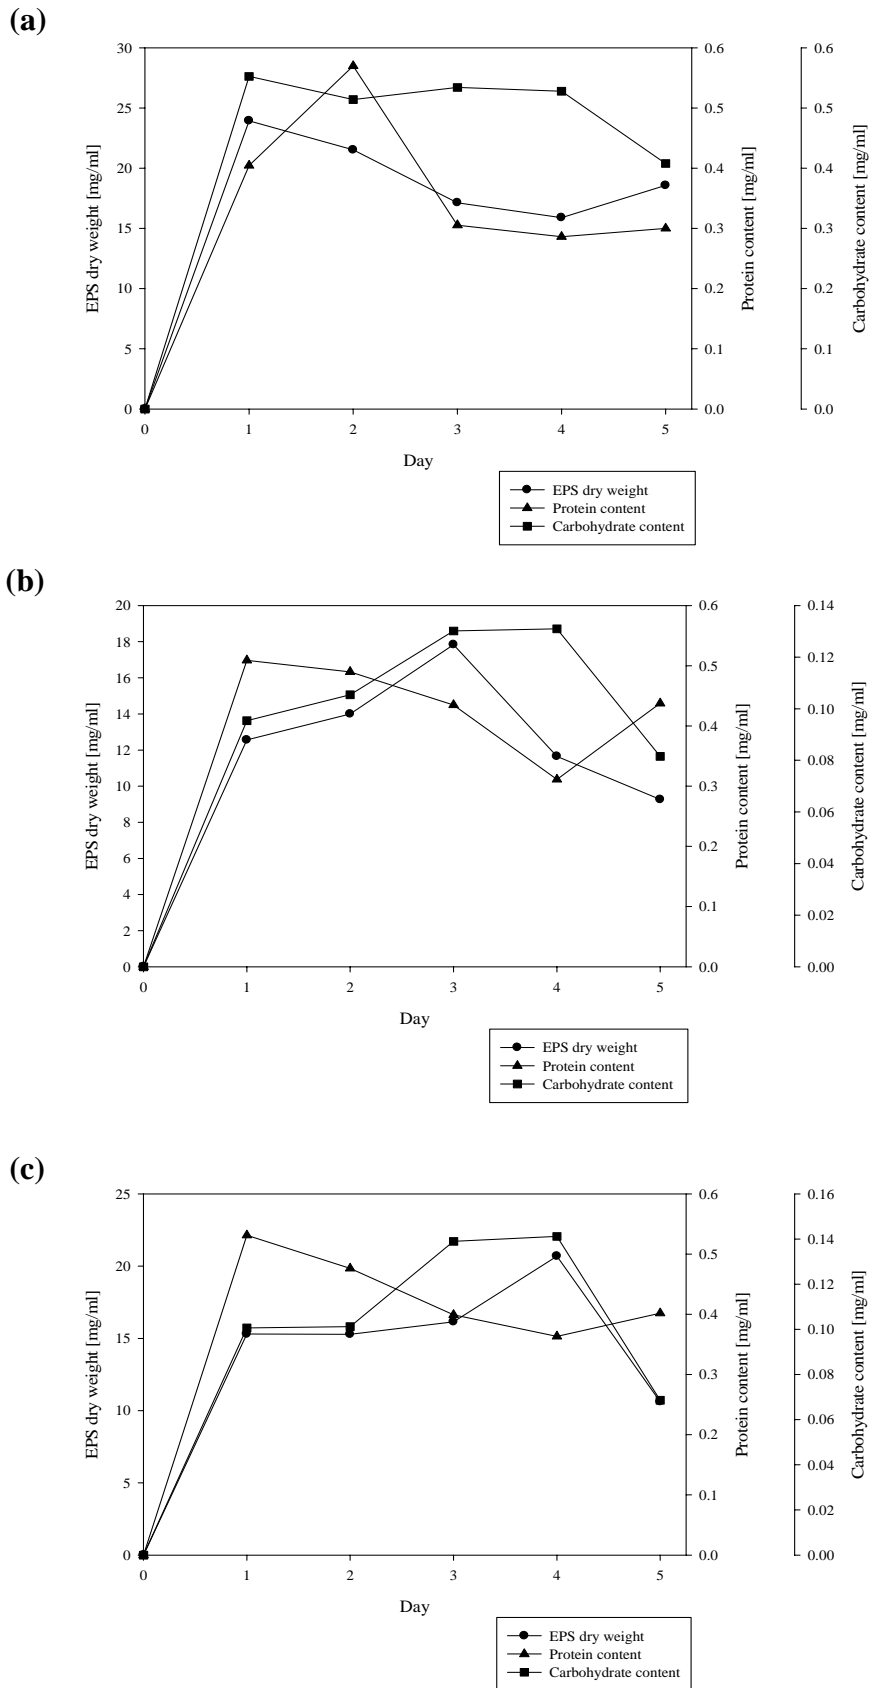 (a)
30
25
20
15
10
5
0
EPS dry weight [mg/ml]
0.6
0.5
0.4
0.3
0.2
0.1
0.0
Protein content [mg/ml]
0.6
0.5
0.4
0.3
0.2
0.1
0.0
Carbohydrate content [mg/ml]
0 1 2 3 4 5
Day
EPS dry weight
Protein content
Carbohydrate content
(b)
20
18
16
14
12
10
8
6
4
2
0
EPS dry weight [mg/ml]
0.6
0.5
0.4
0.3
0.2
0.1
0.0
Protein content [mg/ml]
0.14
0.12
0.10
0.08
0.06
0.04
0.02
0.00
Carbohydrate content [mg/ml]
0 1 2 3 4 5
Day
EPS dry weight
Protein content
Carbohydrate content
(c)
25
20
15
10
5
0
EPS dry weight [mg/ml]
0.6
0.5
0.4
0.3
0.2
0.1
0.0
Protein content [mg/ml]
0.16
0.14
0.12
0.10
0.08
0.06
0.04
0.02
0.00
Carbohydrate content [mg/ml]
0 1 2 3 4 5
Day
EPS dry weight
Protein content
Carbohydrate content